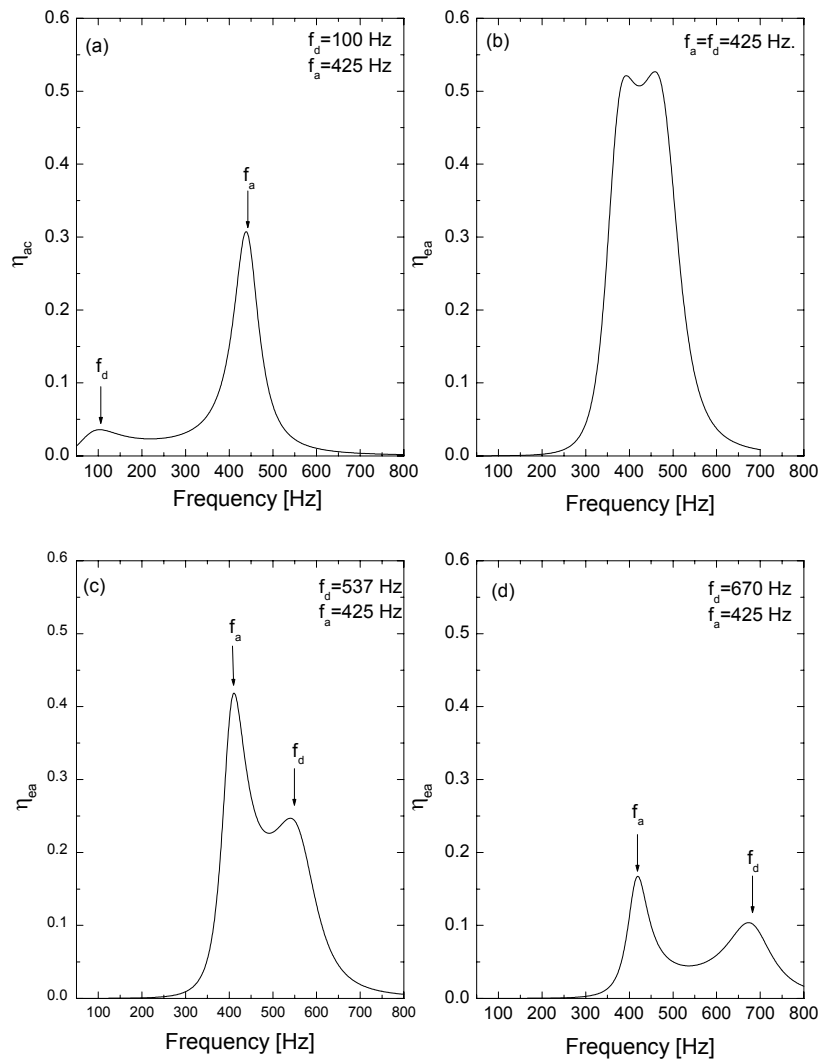 (a)
f_d=100 Hz
f_a=425 Hz
f_a
f_d
0.6
0.5
0.4
0.3
0.2
0.1
0.0
η_ac
100 200 300 400 500 600 700 800
Frequency [Hz]
(b)
f_a=f_d=425 Hz.
0.6
0.5
0.4
0.3
0.2
0.1
0.0
η_ea
100 200 300 400 500 600 700 800
Frequency [Hz]
(c)
f_d=537 Hz
f_a=425 Hz
f_a
f_d
0.6
0.5
0.4
0.3
0.2
0.1
0.0
η_ea
100 200 300 400 500 600 700 800
Frequency [Hz]
(d)
f_d=670 Hz
f_a=425 Hz
f_a
f_d
0.6
0.5
0.4
0.3
0.2
0.1
0.0
η_ea
100 200 300 400 500 600 700 800
Frequency [Hz]